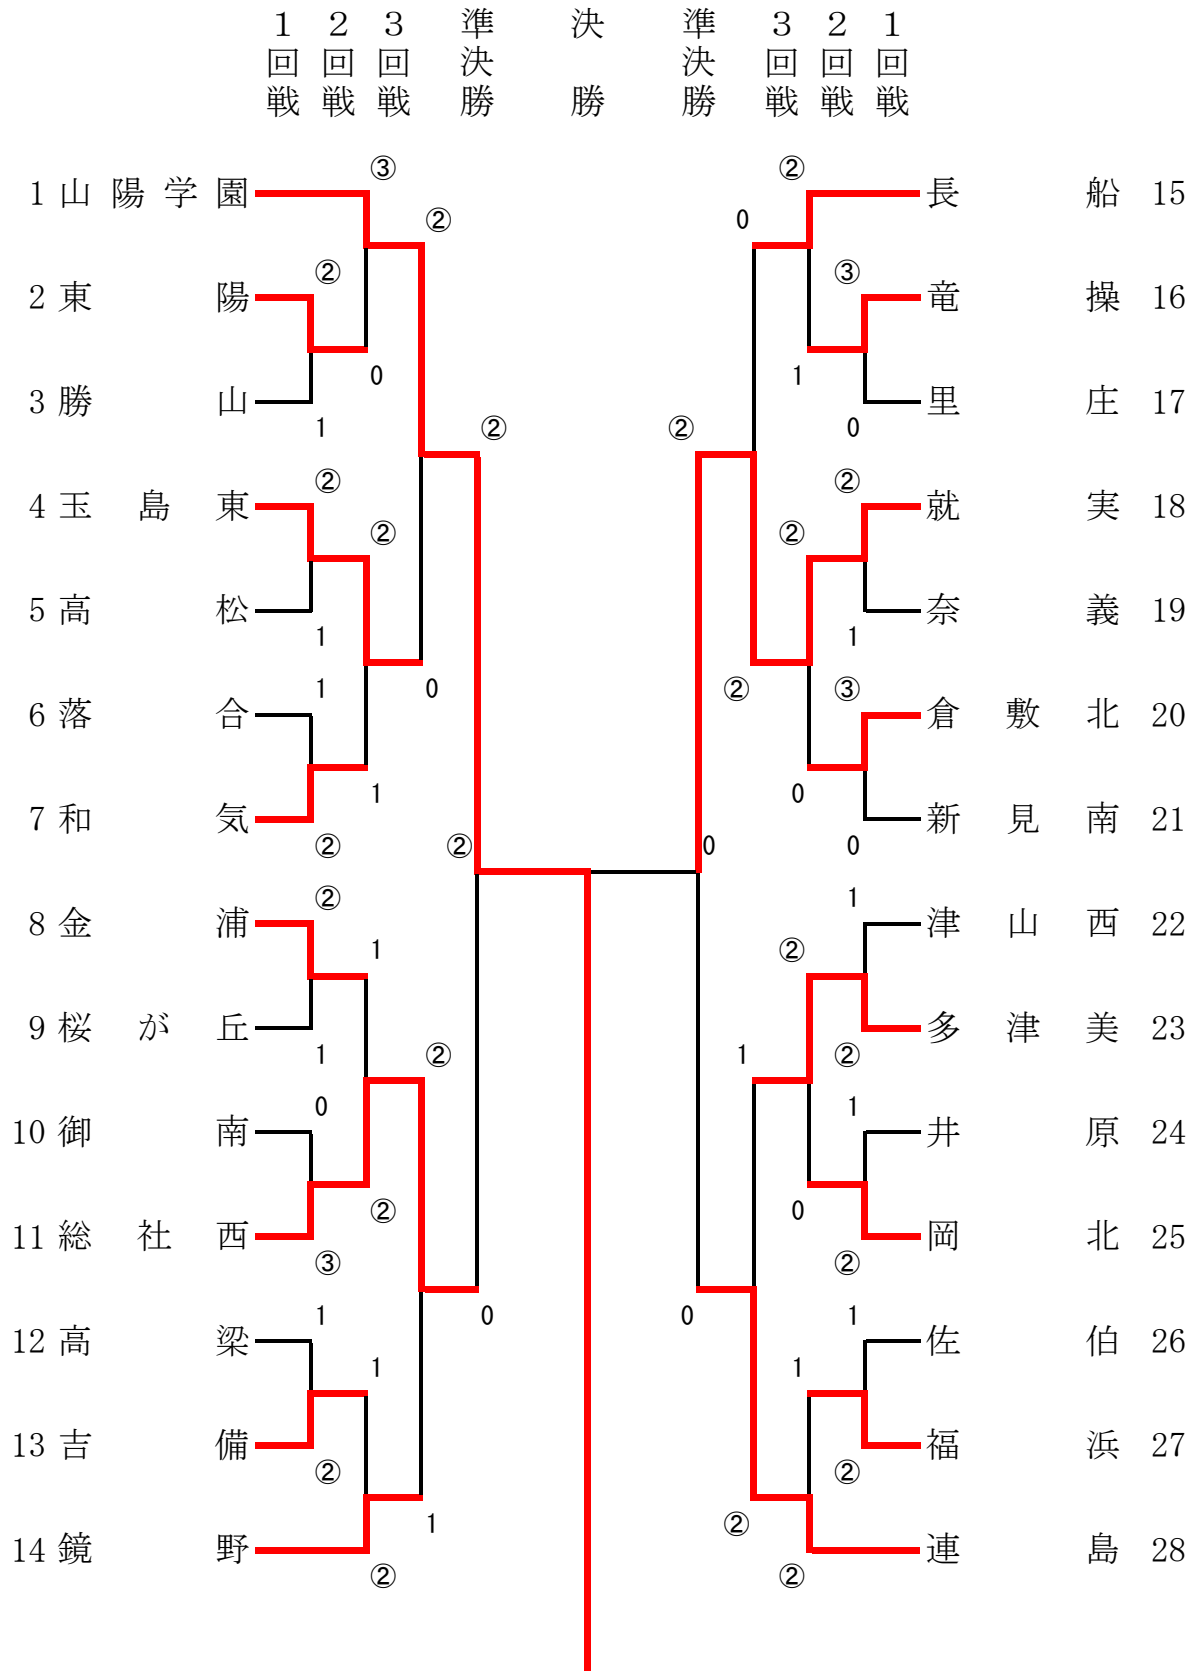 1回戦 2回戦 3回戦 準決勝 決勝 準決勝 3回戦 2回戦 1回戦
③ ②
1 山陽学園 長船 15
② 0
② ③
2 東陽 竜操 16
0 1
3 勝山 里庄 17
1 0
② ②
② ②
4 玉島東 就実 18
② ②
5 高松 奈義 19
1 1
1 0 ② ③
6 落合 倉敷北 20
1 0
7 和気 新見南 21
② ② 0 0
② 1
8 金浦 津山西 22
1 ②
9 桜が丘 多津美 23
1 ② 1 ②
0 1
10 御南 井原 24
② 0
11 総社西 岡北 25
③ ②
1 0 0 1
12 高梁 佐伯 26
1 1
13 吉備 福浜 27
② ②
1 ②
14 鏡野 連島 28
② ②